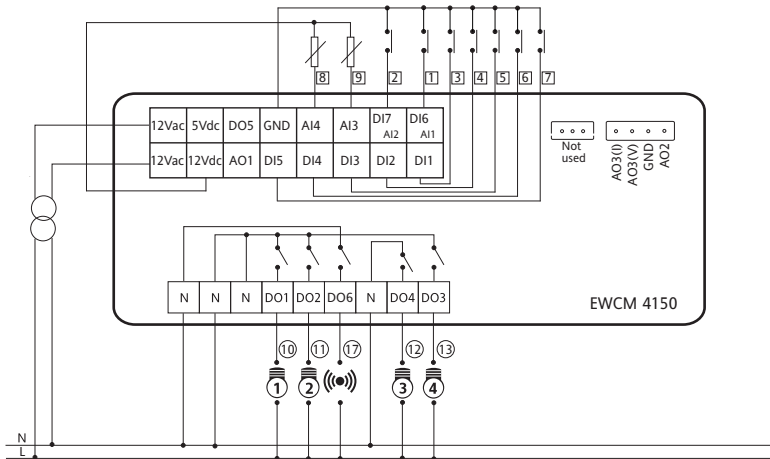 8 9 2 1 3 4 5 6 7
12Vac 5Vdc DO5 GND AI4 AI3 DI7 AI2 DI6 AI1
12Vac 12Vdc AO1 DI5 DI4 DI3 DI2 DI1
Not
used
AO3(I)
AO3(V)
GND
AO2
N N N DO1 DO2 DO6 N DO4 DO3
EWCM 4150
10 11 17 12 13
1 2 3 4
N
L